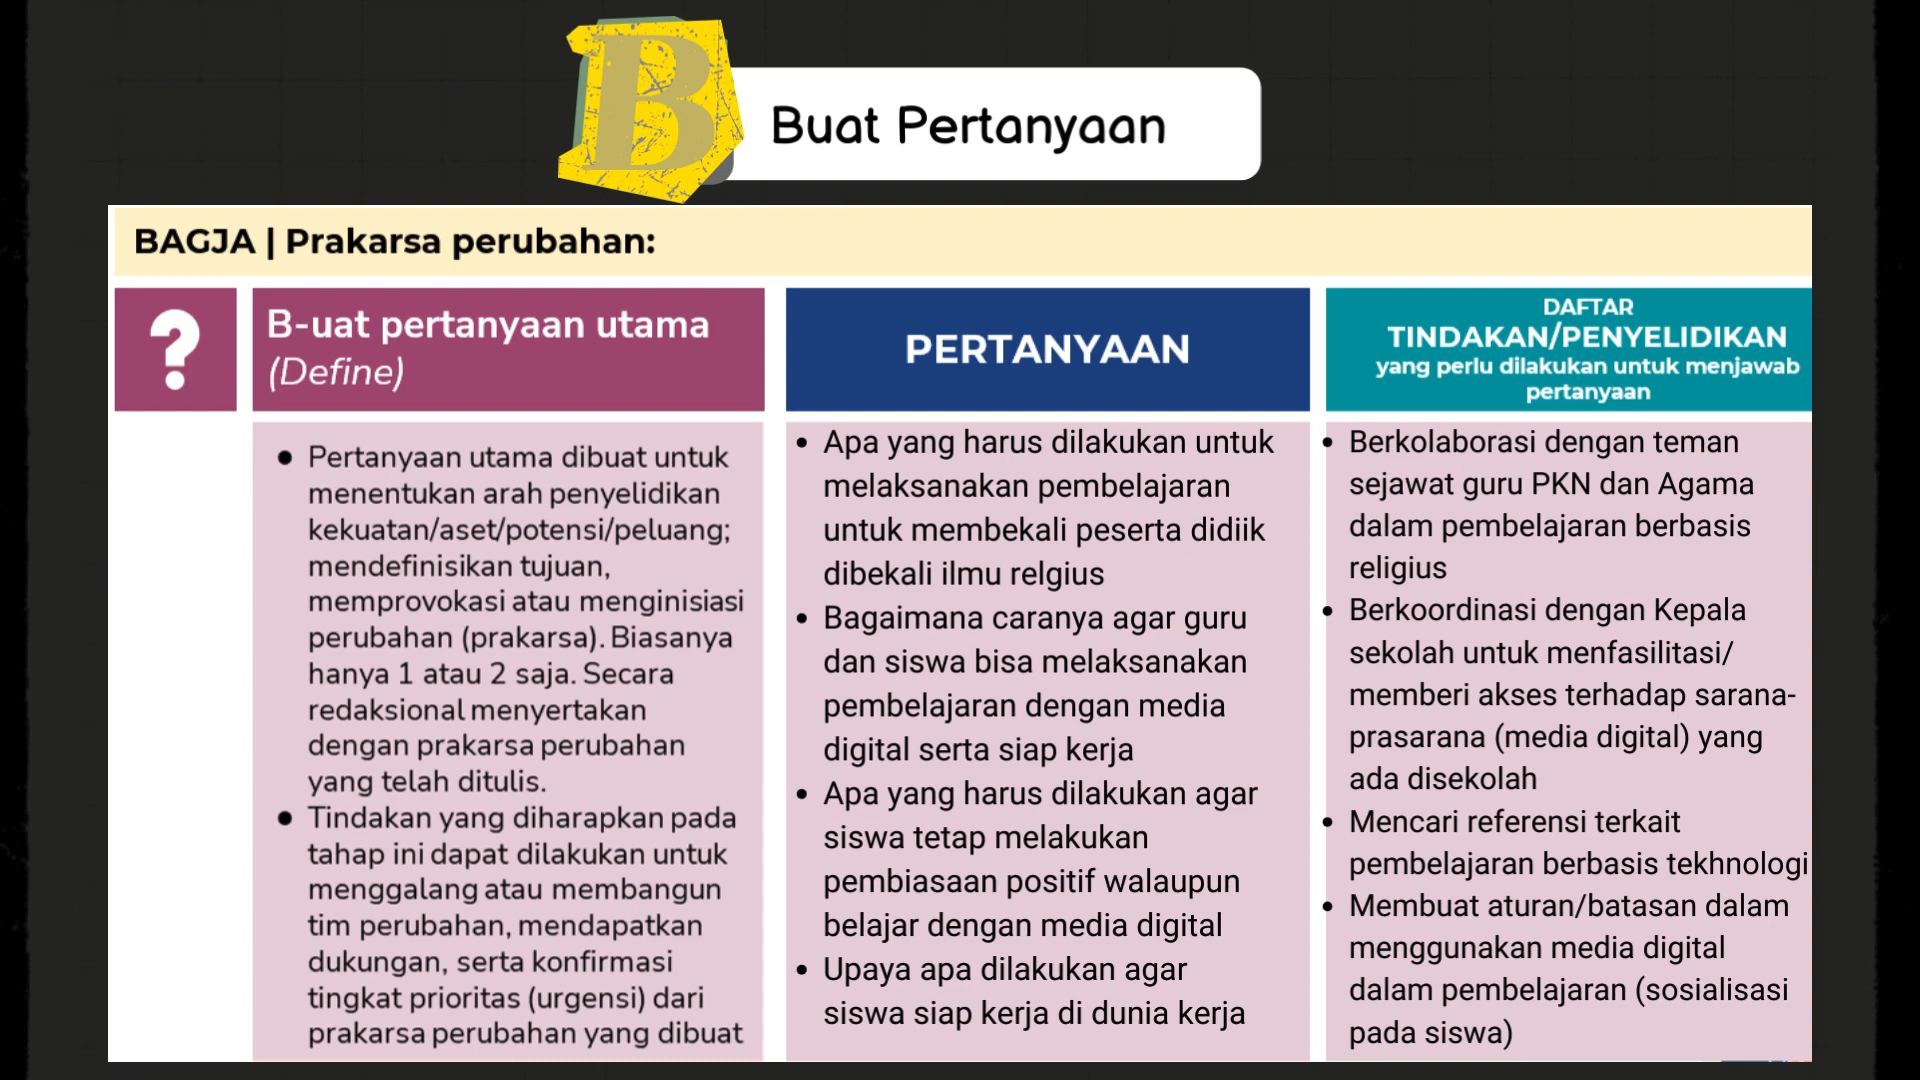 B
Buat Pertanyaan
BAGJA | Prakarsa perubahan:
?
B-uat pertanyaan utama
(Define)
PERTANYAAN
DAFTAR
TINDAKAN/PENYELIDIKAN
yang perlu dilakukan untuk menjawab
pertanyaan
● Pertanyaan utama dibuat untuk
menentukan arah penyelidikan
kekuatan/aset/potensi/peluang;
mendefinisikan tujuan,
memprovokasi atau menginisiasi
perubahan (prakarsa). Biasanya
hanya 1 atau 2 saja. Secara
redaksional menyertakan
dengan prakarsa perubahan
yang telah ditulis.
● Tindakan yang diharapkan pada
tahap ini dapat dilakukan untuk
menggalang atau membangun
tim perubahan, mendapatkan
dukungan, serta konfirmasi
tingkat prioritas (urgensi) dari
prakarsa perubahan yang dibuat
• Apa yang harus dilakukan untuk
melaksanakan pembelajaran
untuk membekali peserta didiik
dibekali ilmu relgius
• Bagaimana caranya agar guru
dan siswa bisa melaksanakan
pembelajaran dengan media
digital serta siap kerja
• Apa yang harus dilakukan agar
siswa tetap melakukan
pembiasaan positif walaupun
belajar dengan media digital
• Upaya apa dilakukan agar
siswa siap kerja di dunia kerja
• Berkolaborasi dengan teman
sejawat guru PKN dan Agama
dalam pembelajaran berbasis
religius
• Berkoordinasi dengan Kepala
sekolah untuk menfasilitasi/
memberi akses terhadap sarana-
prasarana (media digital) yang
ada disekolah
• Mencari referensi terkait
pembelajaran berbasis tekhnologi
• Membuat aturan/batasan dalam
menggunakan media digital
dalam pembelajaran (sosialisasi
pada siswa)